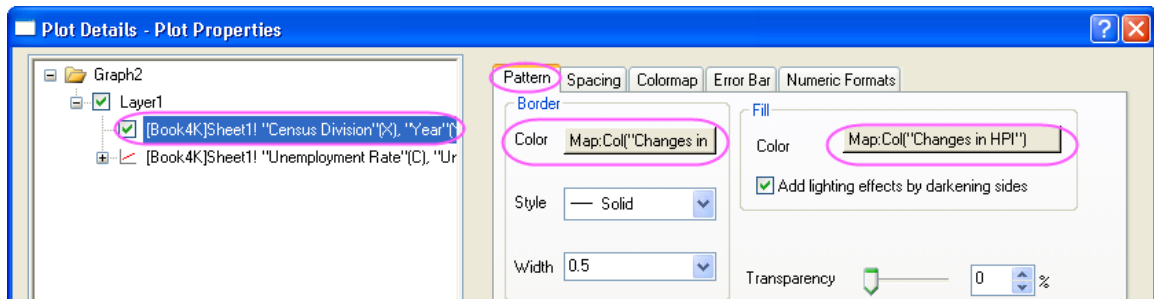 Plot Details - Plot Properties
Graph2
Layer1
[Book4K]Sheet1! "Census Division"(X), "Year"(Y
[Book4K]Sheet1! "Unemployment Rate"(C), "Ur
Pattern Spacing Colormap Error Bar Numeric Formats
Border
Color Map:Col("Changes in
Style Solid
Width 0.5
Fill
Color Map:Col("Changes in HPI")
Add lighting effects by darkening sides
Transparency 0 %